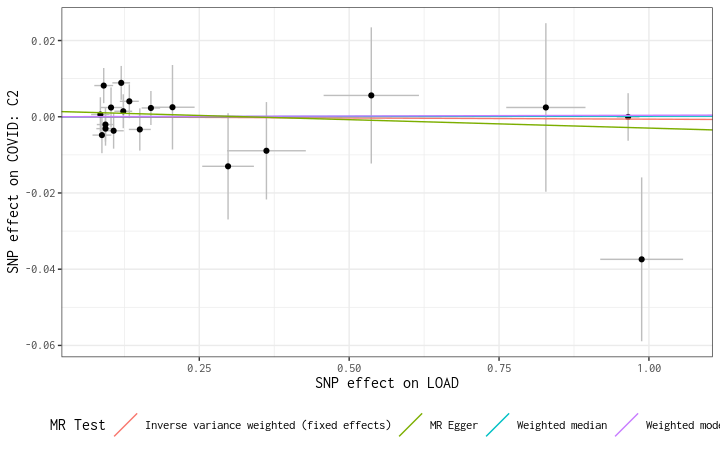 0.02
0.00
-0.02
-0.04
-0.06
SNP effect on COVID: C2
0.25 0.50 0.75 1.00
SNP effect on LOAD
MR Test Inverse variance weighted (fixed effects) MR Egger Weighted median Weighted mode